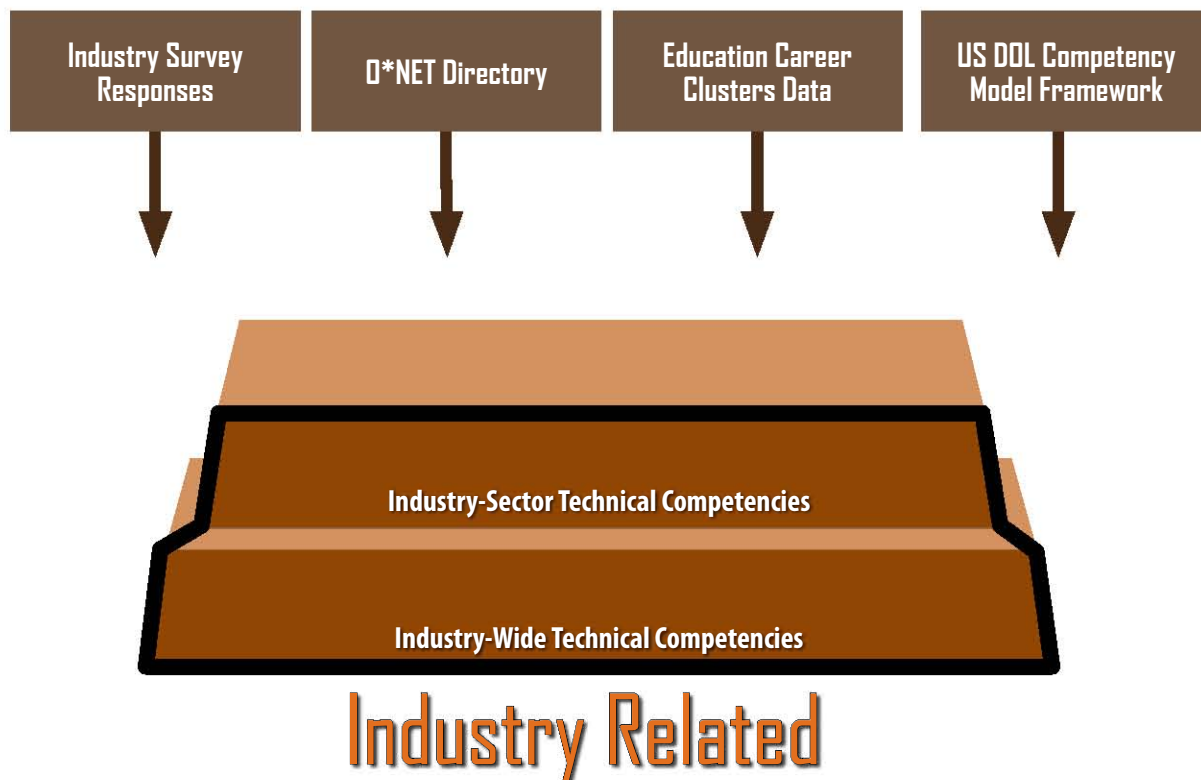 Industry Survey
Responses
O*NET Directory
Education Career
Clusters Data
US DOL Competency
Model Framework
Industry-Sector Technical Competencies
Industry-Wide Technical Competencies
Industry Related